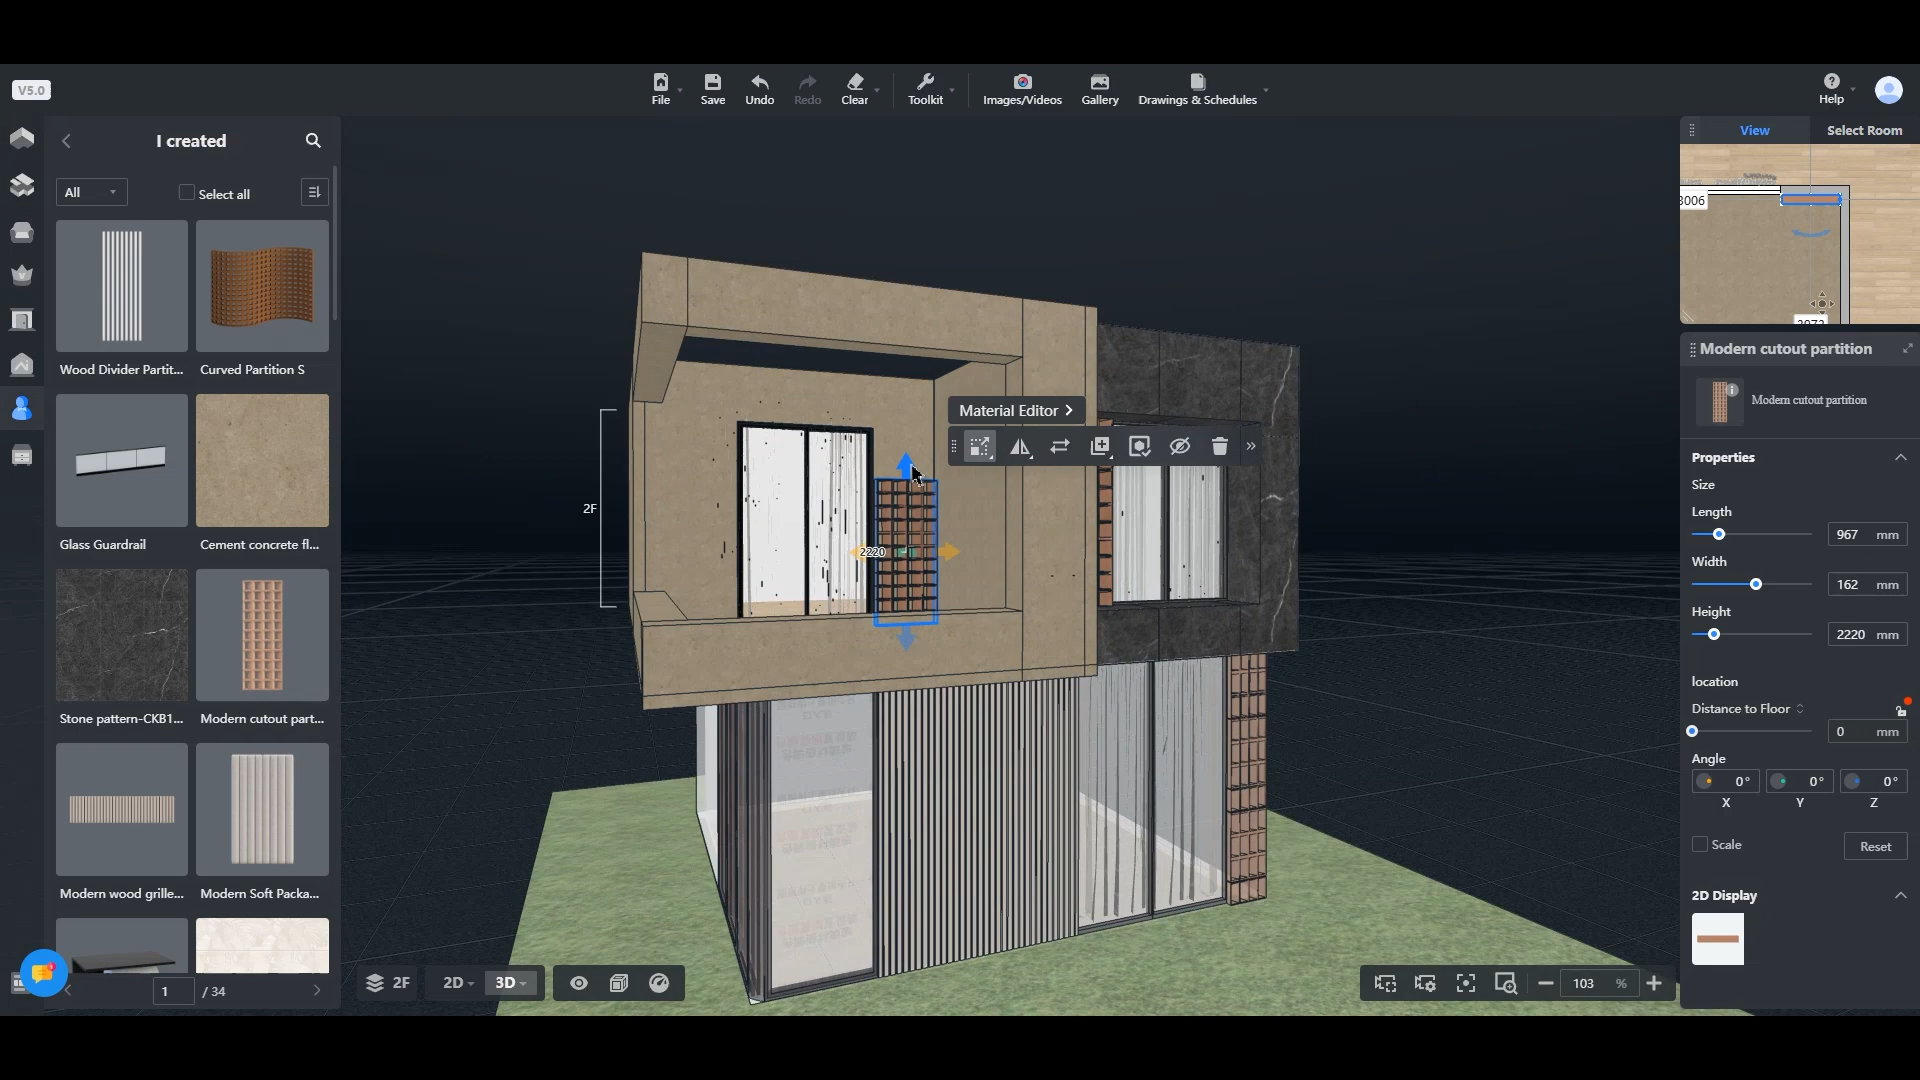 V5.0
File
Save
Undo
Redo
Clear
Toolkit
Images/Videos
Gallery
Drawings & Schedules
Help
I created
All
Select all
Wood Divider Partit...
Curved Partition S
Glass Guardrail
Cement concrete fl...
Stone pattern-CKB1...
Modern cutout part...
Modern wood grille...
Modern Soft Packa...
1 / 34
2F
Material Editor
2220
2F
2D
3D
103 %
View
Select Room
3006
Modern cutout partition
Modern cutout partition
Properties
Size
Length
967 mm
Width
162 mm
Height
2220 mm
location
Distance to Floor
0 mm
Angle
0°
0°
0°
X
Y
Z
Scale
Reset
2D Display